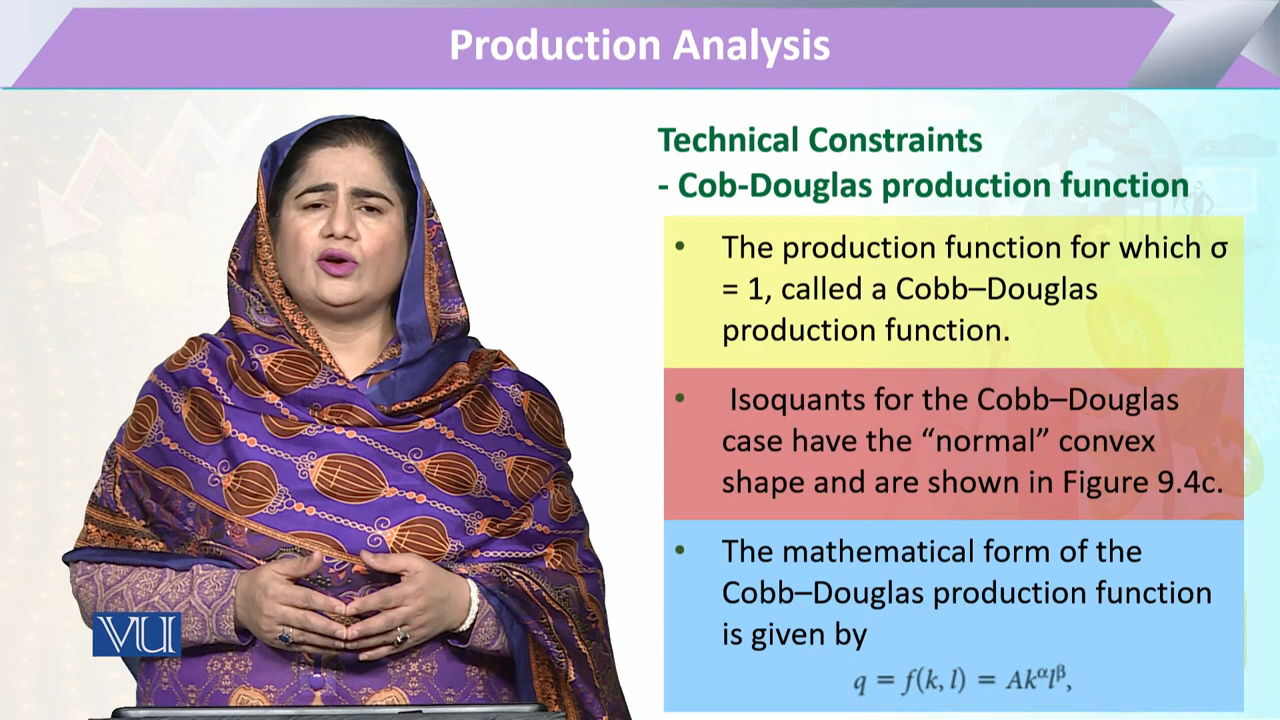 Production Analysis
Technical Constraints
- Cob-Douglas production function
• The production function for which σ
= 1, called a Cobb–Douglas
production function.
• Isoquants for the Cobb–Douglas
case have the “normal” convex
shape and are shown in Figure 9.4c.
• The mathematical form of the
Cobb–Douglas production function
is given by
q = f(k, l) = Ak^α l^β,
VU